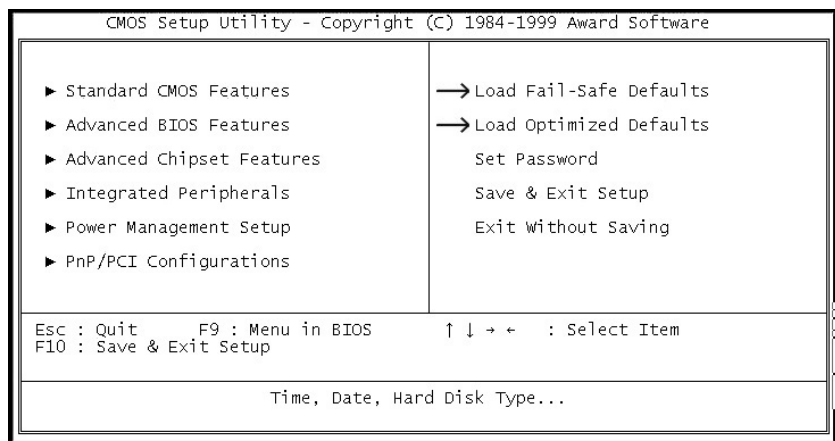 CMOS Setup Utility - Copyright (C) 1984-1999 Award Software
► Standard CMOS Features
► Advanced BIOS Features
► Advanced Chipset Features
► Integrated Peripherals
► Power Management Setup
► PnP/PCI Configurations
→ Load Fail-Safe Defaults
→ Load Optimized Defaults
Set Password
Save & Exit Setup
Exit Without Saving
Esc : Quit F9 : Menu in BIOS ↑ ↓ → ← : Select Item
F10 : Save & Exit Setup
Time, Date, Hard Disk Type...